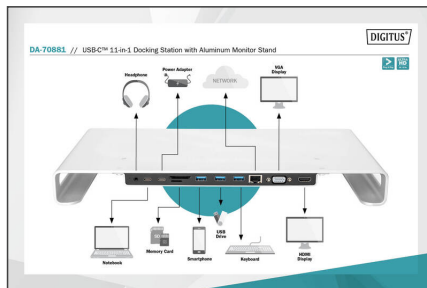 DIGITUS®
DA-70881 // USB-C™ 11-in-1 Docking Station with Aluminum Monitor Stand
Headphone
Power Adapter
NETWORK
VGA
Display
HD
Notebook
Memory Card
Smartphone
USB
Drive
Keyboard
HDMI
Display